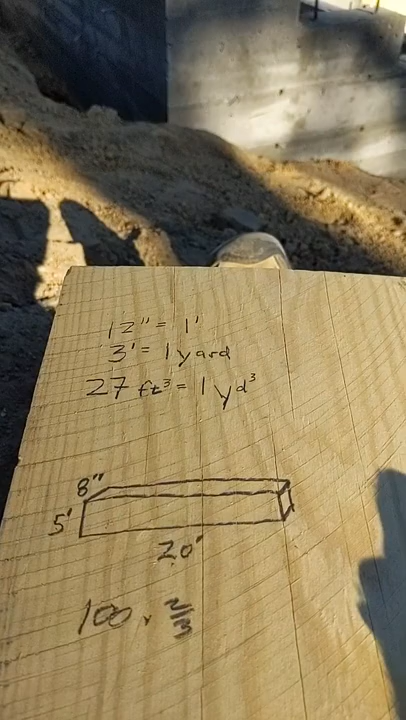 12" = 1'
3' = 1 yard
27 ft³ = 1 yd³
8"
5'
20'
100 · 2/3